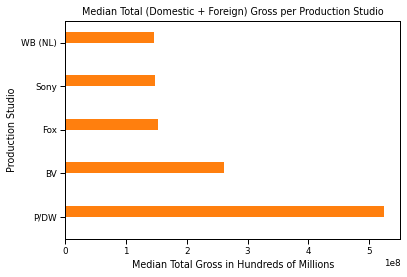 Median Total (Domestic + Foreign) Gross per Production Studio
WB (NL)
Sony
Fox
BV
P/DW
Production Studio
0 1 2 3 4 5
1e8
Median Total Gross in Hundreds of Millions